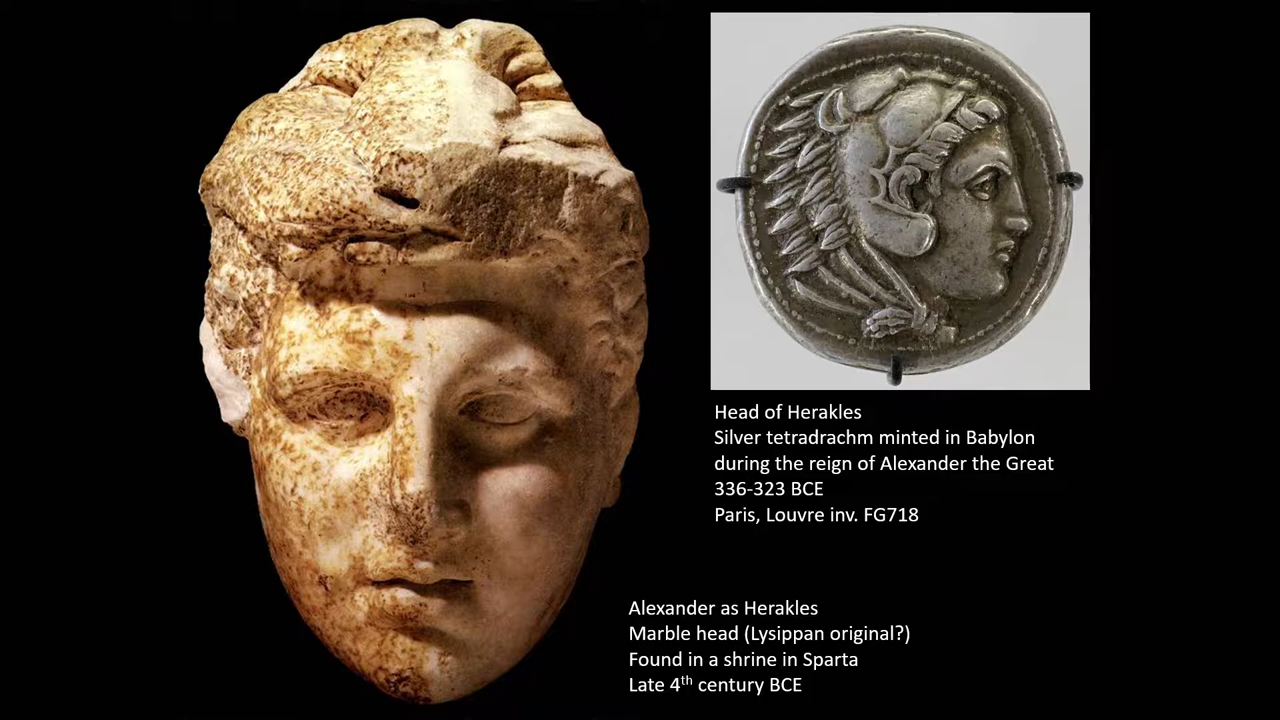 Head of Herakles
Silver tetradrachm minted in Babylon
during the reign of Alexander the Great
336-323 BCE
Paris, Louvre inv. FG718
Alexander as Herakles
Marble head (Lysippan original?)
Found in a shrine in Sparta
Late 4th century BCE